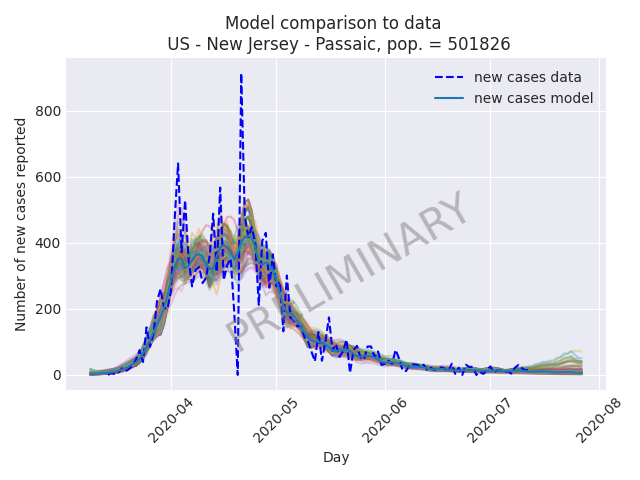 Model comparison to data
US - New Jersey - Passaic, pop. = 501826
new cases data
new cases model
800
600
400
200
0
Number of new cases reported
PRELIMINARY
2020-04
2020-05
2020-06
2020-07
2020-08
Day